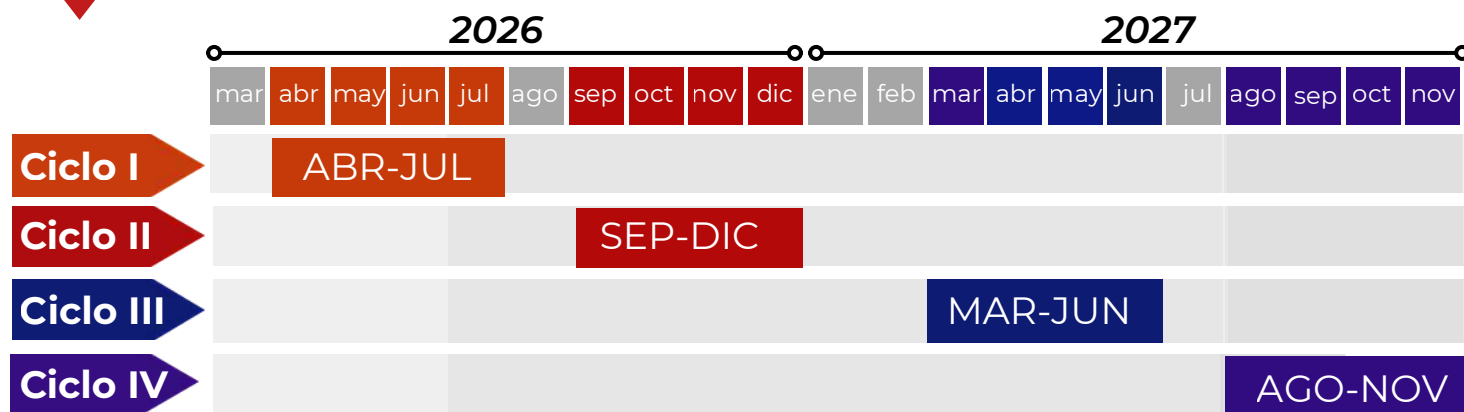 2026 2027
mar abr may jun jul ago sep oct nov dic ene feb mar abr may jun jul ago sep oct nov
Ciclo I ABR-JUL
Ciclo II SEP-DIC
Ciclo III MAR-JUN
Ciclo IV AGO-NOV